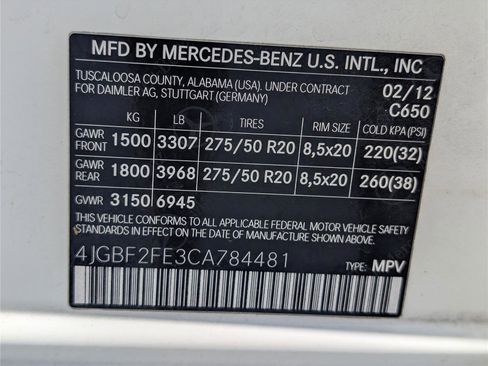 MFD BY MERCEDES-BENZ U.S. INTL., INC
TUSCALOOSA COUNTY, ALABAMA (USA). UNDER CONTRACT 02/12
FOR DAIMLER AG, STUTTGART (GERMANY) C650
KG LB TIRES RIM SIZE COLD KPA (PSI)
GAWR FRONT 1500 3307 275/50 R20 8,5x20 220(32)
GAWR REAR 1800 3968 275/50 R20 8,5x20 260(38)
GVWR 3150 6945
THIS VEHICLE CONFORMS TO ALL APPLICABLE FEDERAL MOTOR VEHICLE
SAFETY STANDARDS IN EFFECT ON THE DATE OF MANUFACTURE SHOWN ABOVE.
4JGBF2FE3CA784481 TYPE: MPV